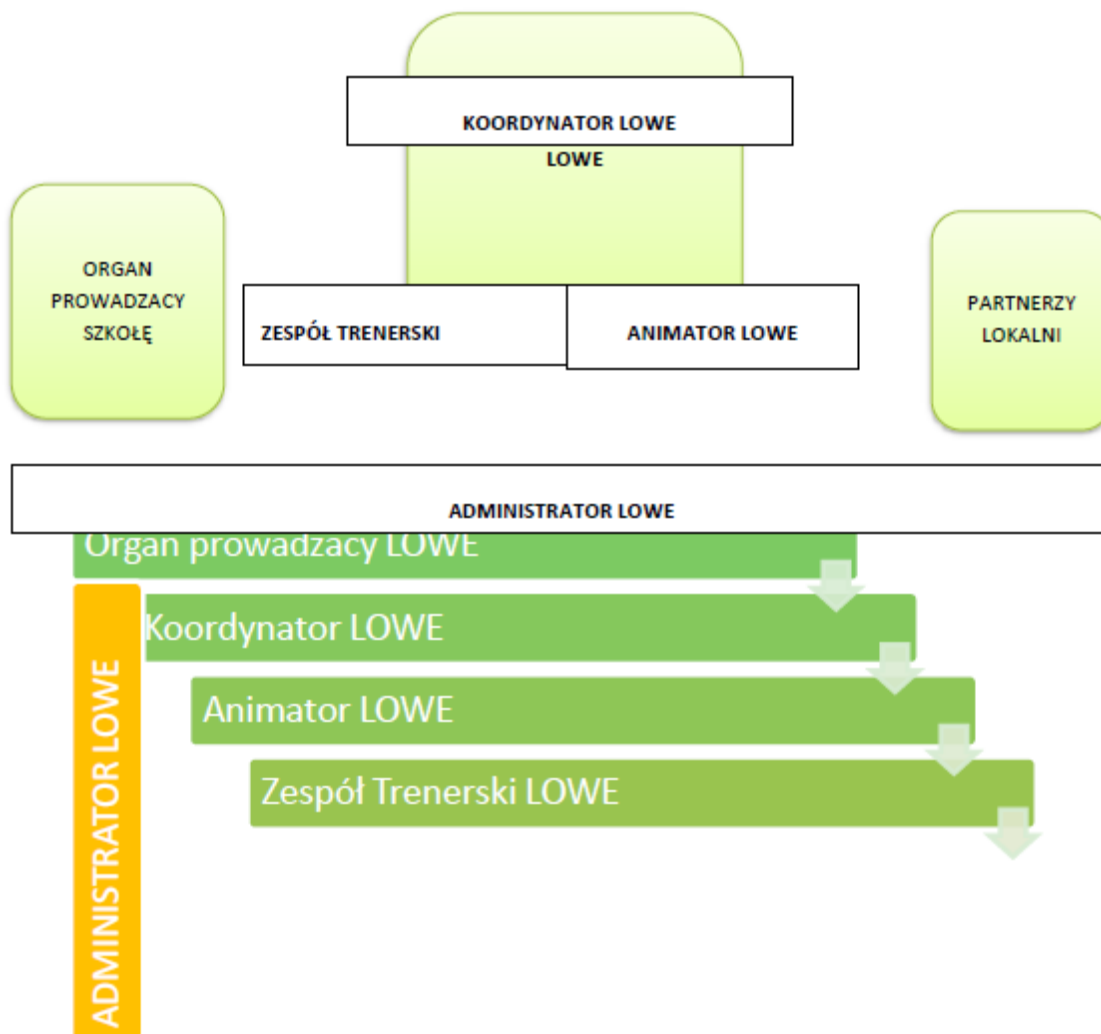 KOORDYNATOR LOWE
LOWE
ORGAN
PROWADZACY
SZKOŁĘ
ZESPÓŁ TRENERSKI
ANIMATOR LOWE
PARTNERZY
LOKALNI
ADMINISTRATOR LOWE
Organ prowadzacy LOWE
Koordynator LOWE
Animator LOWE
Zespół Trenerski LOWE
ADMINISTRATOR LOWE